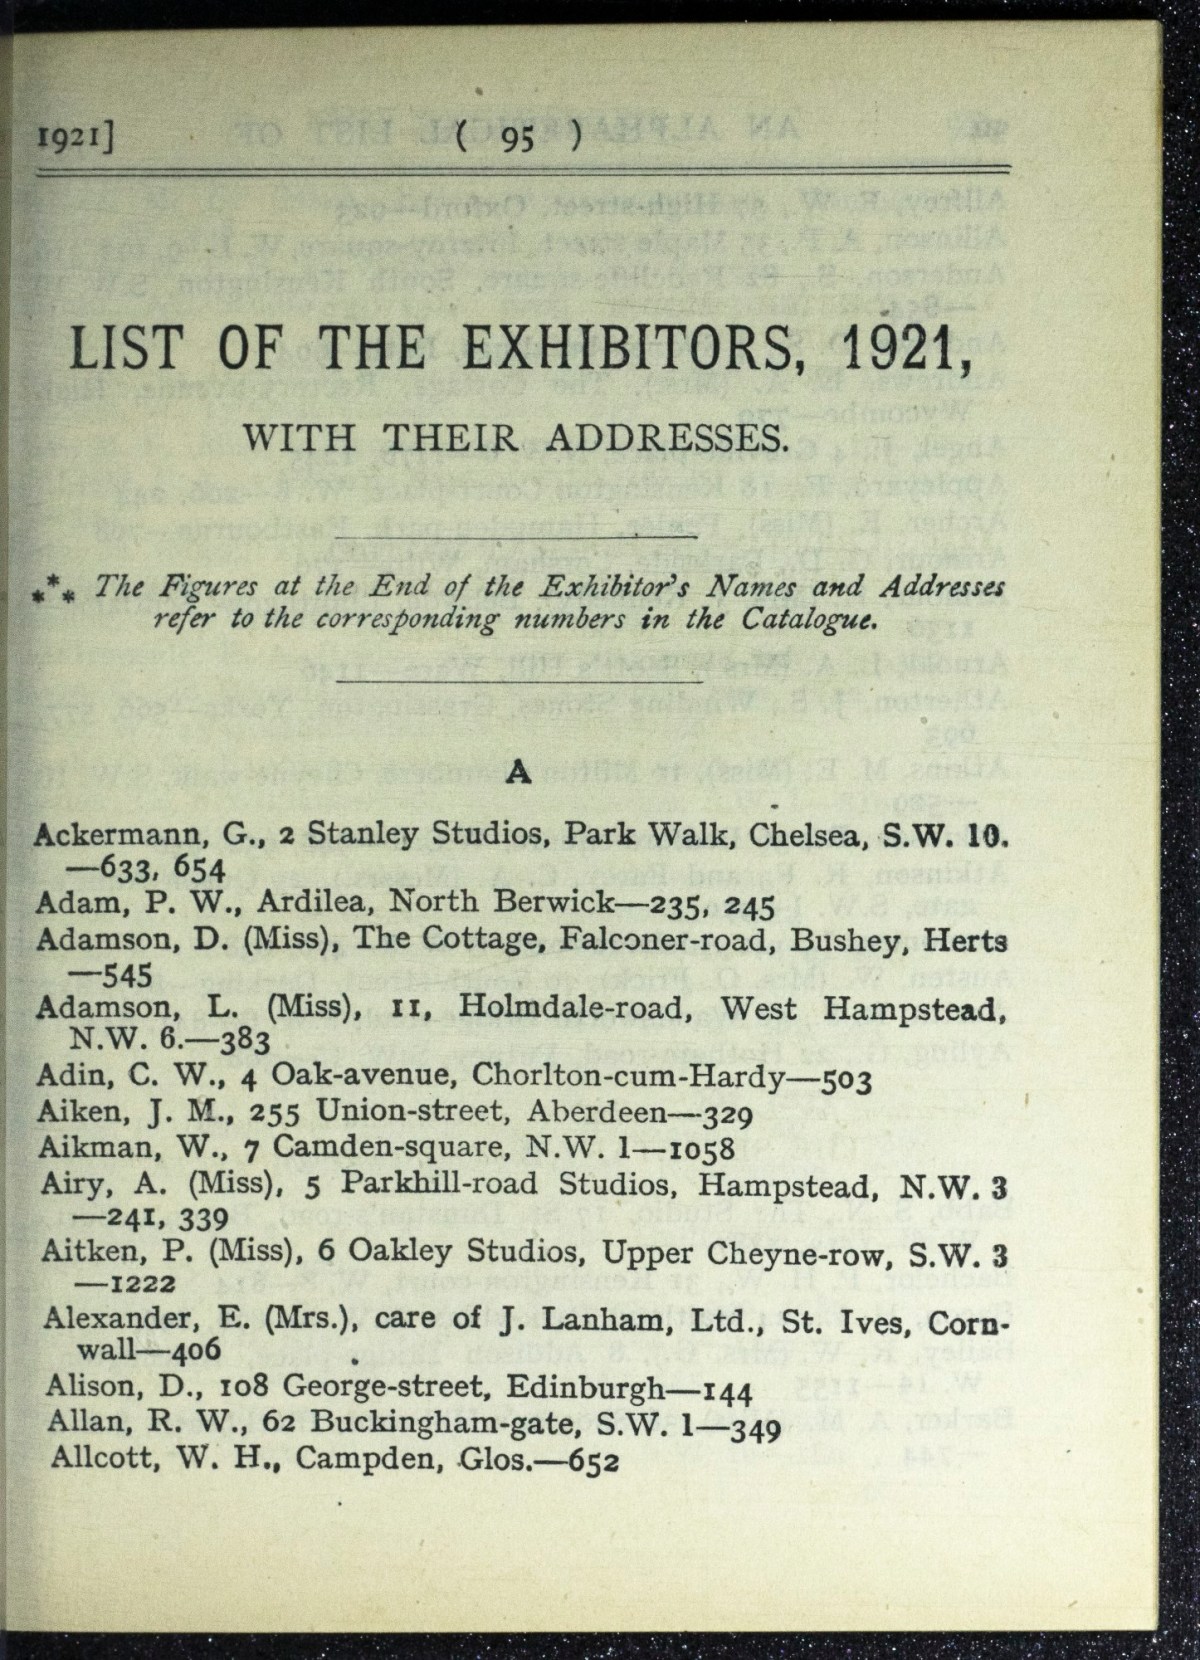 1921] ( 95 )
LIST OF THE EXHIBITORS, 1921,
WITH THEIR ADDRESSES.
*** The Figures at the End of the Exhibitor's Names and Addresses
refer to the corresponding numbers in the Catalogue.
A
Ackermann, G., 2 Stanley Studios, Park Walk, Chelsea, S.W. 10.
—633, 654
Adam, P. W., Ardilea, North Berwick—235, 245
Adamson, D. (Miss), The Cottage, Falconer-road, Bushey, Herts
—545
Adamson, L. (Miss), 11, Holmdale-road, West Hampstead,
N.W. 6.—383
Adin, C. W., 4 Oak-avenue, Chorlton-cum-Hardy—503
Aiken, J. M., 255 Union-street, Aberdeen—329
Aikman, W., 7 Camden-square, N.W. 1—1058
Airy, A. (Miss), 5 Parkhill-road Studios, Hampstead, N.W. 3
—241, 339
Aitken, P. (Miss), 6 Oakley Studios, Upper Cheyne-row, S.W. 3
—1222
Alexander, E. (Mrs.), care of J. Lanham, Ltd., St. Ives, Corn-
wall—406
Alison, D., 108 George-street, Edinburgh—144
Allan, R. W., 62 Buckingham-gate, S.W. 1—349
Allcott, W. H., Campden, Glos.—652